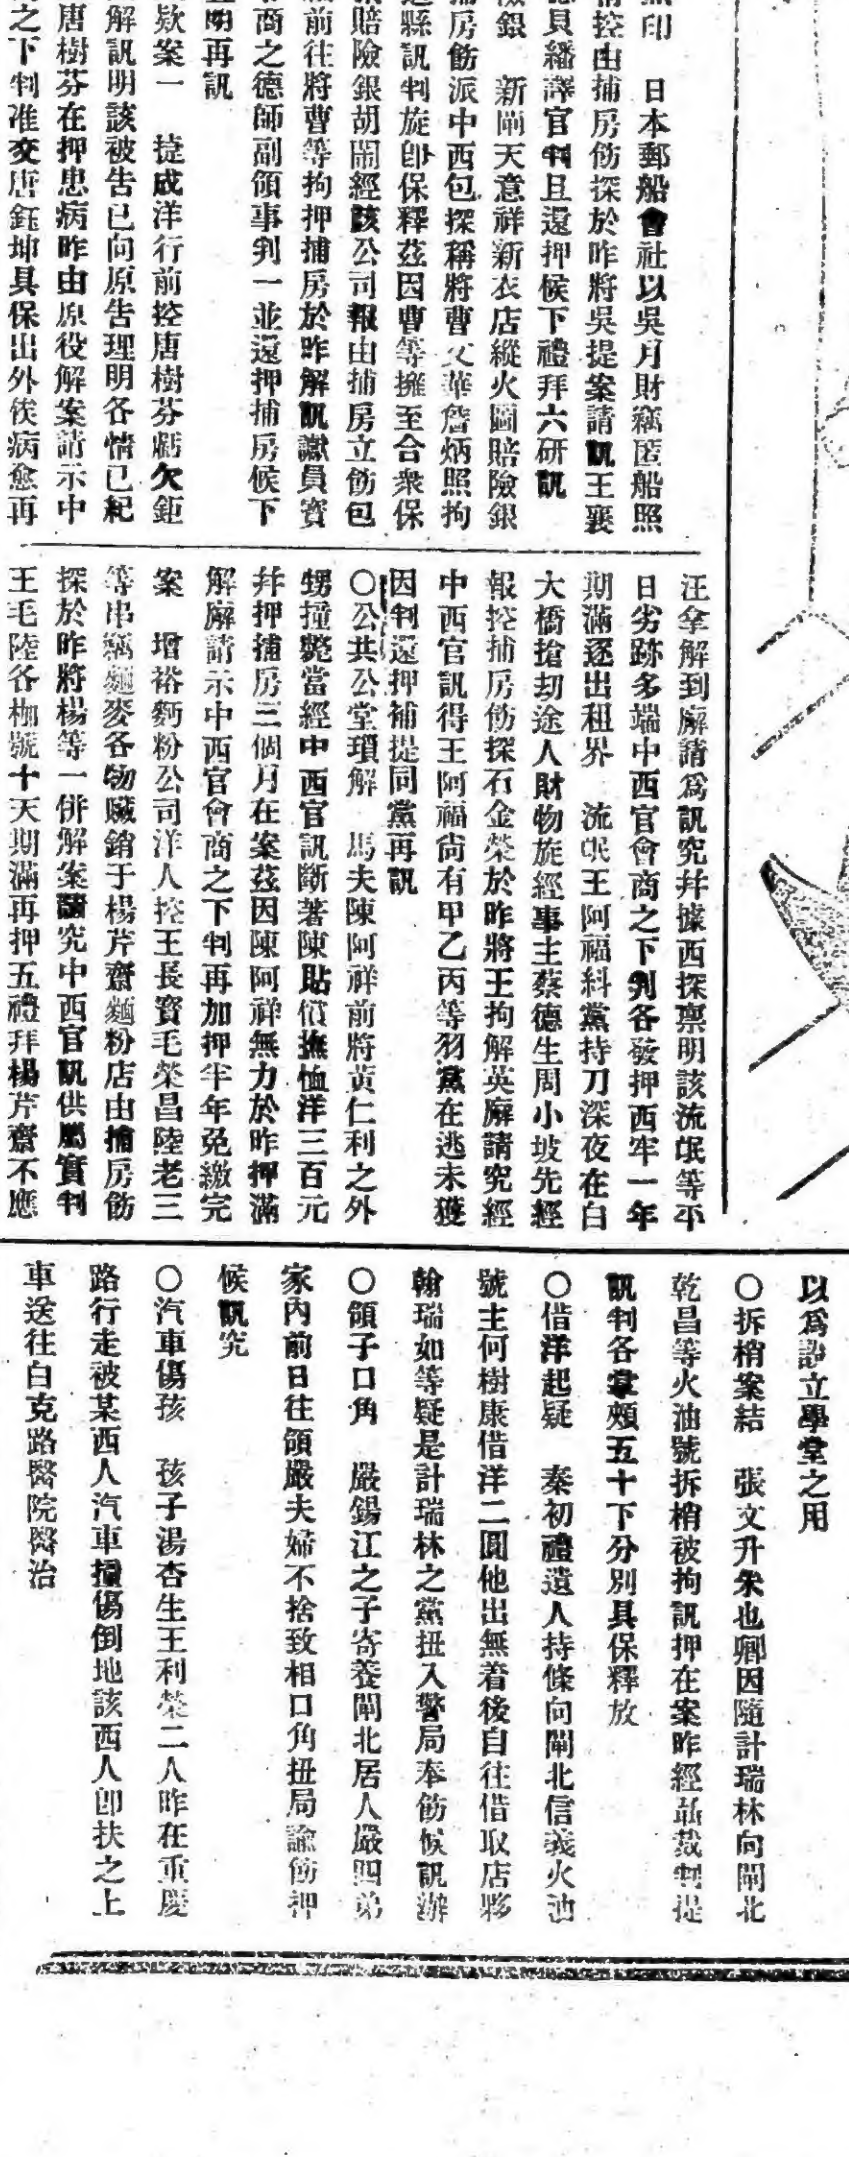 照印　日本郵船會社以吳月財竊匿船照
情控由捕房飭探於昨將吳提案請訊王襄
德貝繙譯官判且還押候下禮拜六研訊
險銀　新閘天意祥新衣店縱火圖賠險銀
捕房飭派中西包探稱將曹文華詹炳照拘
送縣訊判旋卽保釋茲因曹等擁至合衆保
索賠險銀胡鬧經該公司報由捕房立飭包
前往將曹等拘押捕房於昨解訊讞員寳
商之德師副領事判一並還押捕房候下
期再訊
欵案一　捷成洋行前控唐樹芬虧欠鉅
解訊明該被告已向原告理明各情已紀
唐樹芬在押患病昨由原役解案請示中
之下判准交唐鈺坤具保出外俟病愈再
汪拿解到廨請爲訊究幷據西探禀明該流氓等平
日劣跡多端中西官會商之下判各發押西牢一年
期滿逐出租界　流氓王阿福糾黨持刀深夜在白
大橋搶刧途人財物旋經事主蔡德生周小坡先經
報控捕房飭探石金榮於昨將王拘解英廨請究經
中西官訊得王阿福尙有甲乙丙等羽黨在逃未獲
因判還押補提同黨再訊
〇公共公堂瑣解　馬夫陳阿祥前將黃仁利之外
甥撞斃當經中西官訊斷著陳貼償撫恤洋三百元
幷押捕房三個月在案茲因陳阿祥無力於昨押滿
解廨請示中西官會商之下判再加押半年免繳完
案　增裕麪粉公司洋人控王長寳毛榮昌陸老三
等串竊麵麥各物贓銷于楊芹齋麵粉店由捕房飭
探於昨將楊等一併解案請究中西官訊供屬實判
王毛陸各枷號十天期滿再押五禮拜楊芹齋不應
以爲設立學堂之用
〇拆梢案結　張文升朱也卿因隨計瑞林向閘北
乾昌等火油號拆梢被拘訊押在案昨經裁判提
訊判各掌頰五十下分別具保釋放
〇借洋起疑　秦初禮遣人持條向閘北信義火油
號主何樹康借洋二圓他出無着後自往借取店夥
翰瑞如等疑是計瑞林之黨扭入警局奉飭候訊辦
〇領子口角　嚴錫江之子寄養閘北居人嚴四弟
家內前日往領嚴夫婦不捨致相口角扭局諭飭押
候訊究
〇汽車傷孩　孩子湯杏生王利榮二人昨在重慶
路行走被某西人汽車撞傷倒地該西人卽扶之上
車送往白克路醫院醫治